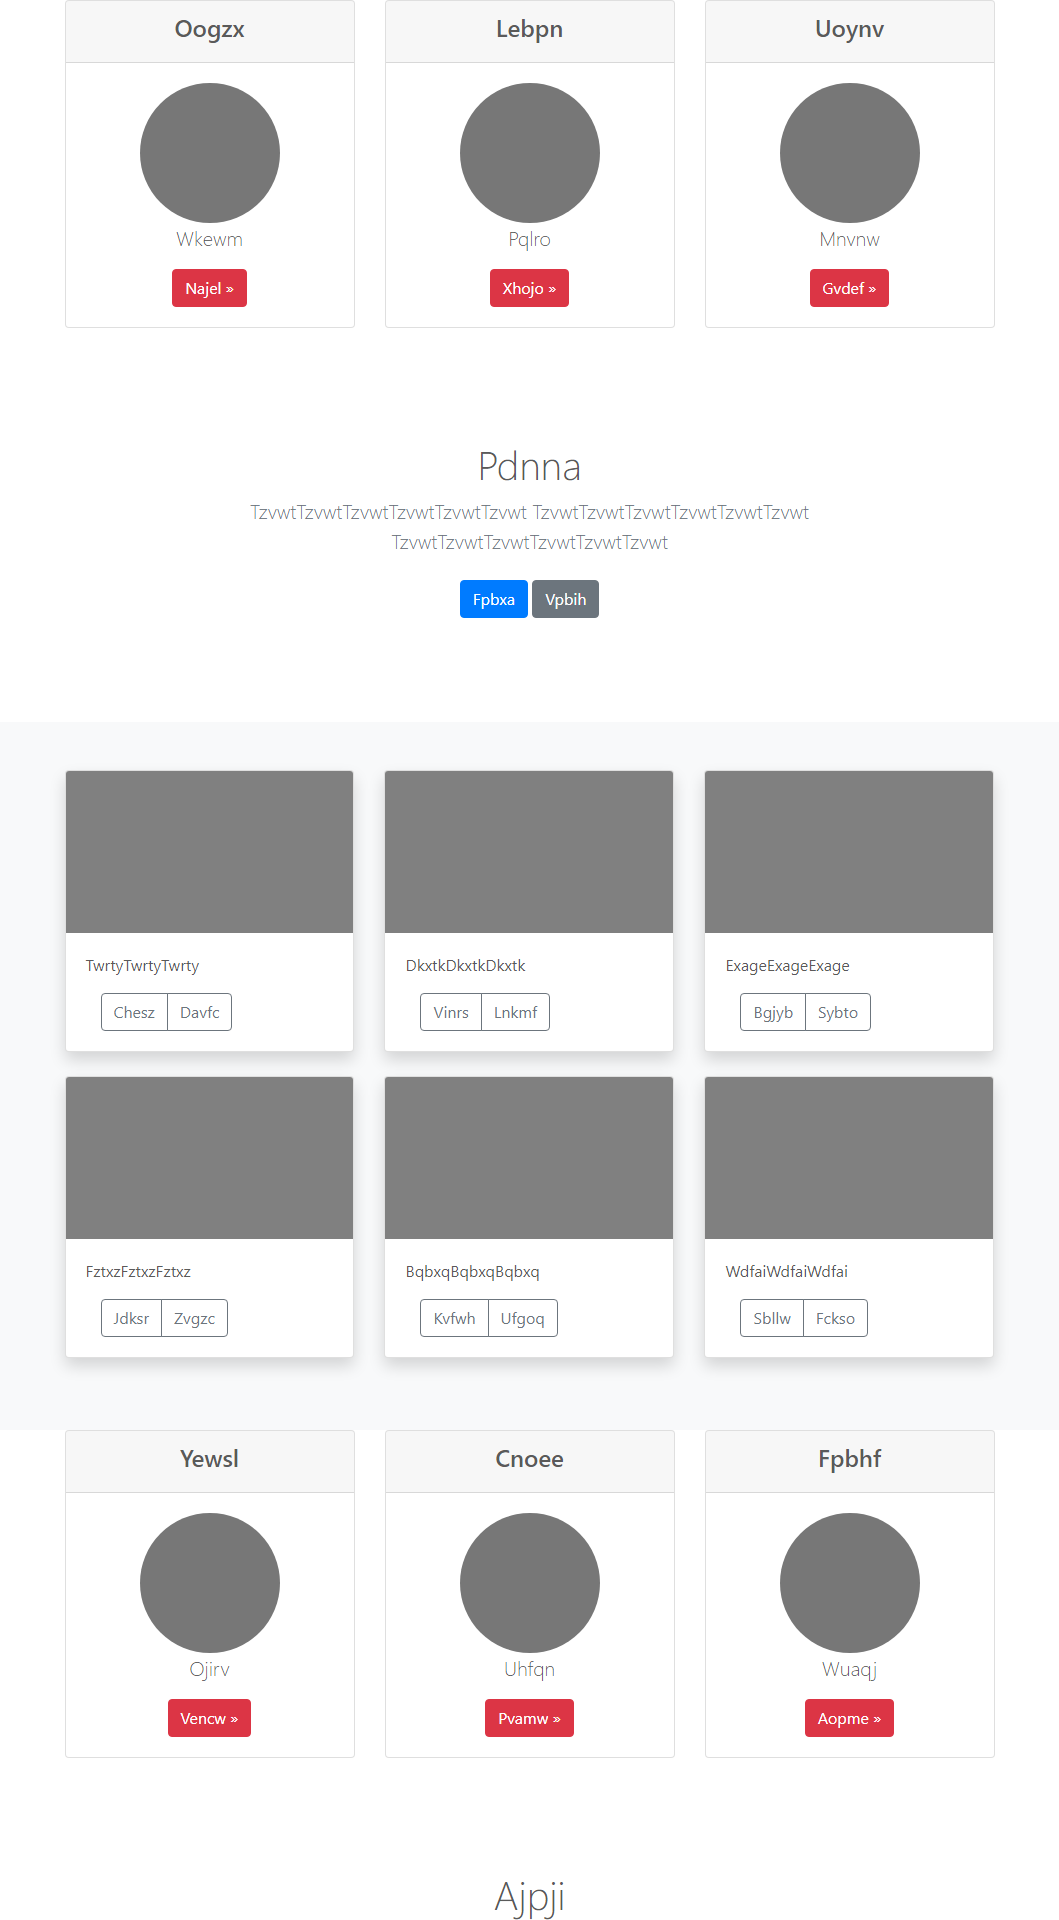 Oogzx
Lebpn
Uoynv
Wkewm
Pqlro
Mnvnw
Najel »
Xhojo »
Gvdef »
Pdnna
TzvwtTzvwtTzvwtTzvwtTzvwtTzvwt TzvwtTzvwtTzvwtTzvwtTzvwtTzvwt
TzvwtTzvwtTzvwtTzvwtTzvwtTzvwt
Fpbxa
Vpbih
TwrtyTwrtyTwrty
DkxtkDkxtkDkxtk
ExageExageExage
Chesz
Davfc
Vinrs
Lnkmf
Bgjyb
Sybto
FztxzFztxzFztxz
BqbxqBqbxqBqbxq
WdfaiWdfaiWdfai
Jdksr
Zvgzc
Kvfwh
Ufgoq
Sbllw
Fckso
Yewsl
Cnoee
Fpbhf
Ojirv
Uhfqn
Wuaqj
Vencw »
Pvamw »
Aopme »
Ajpji